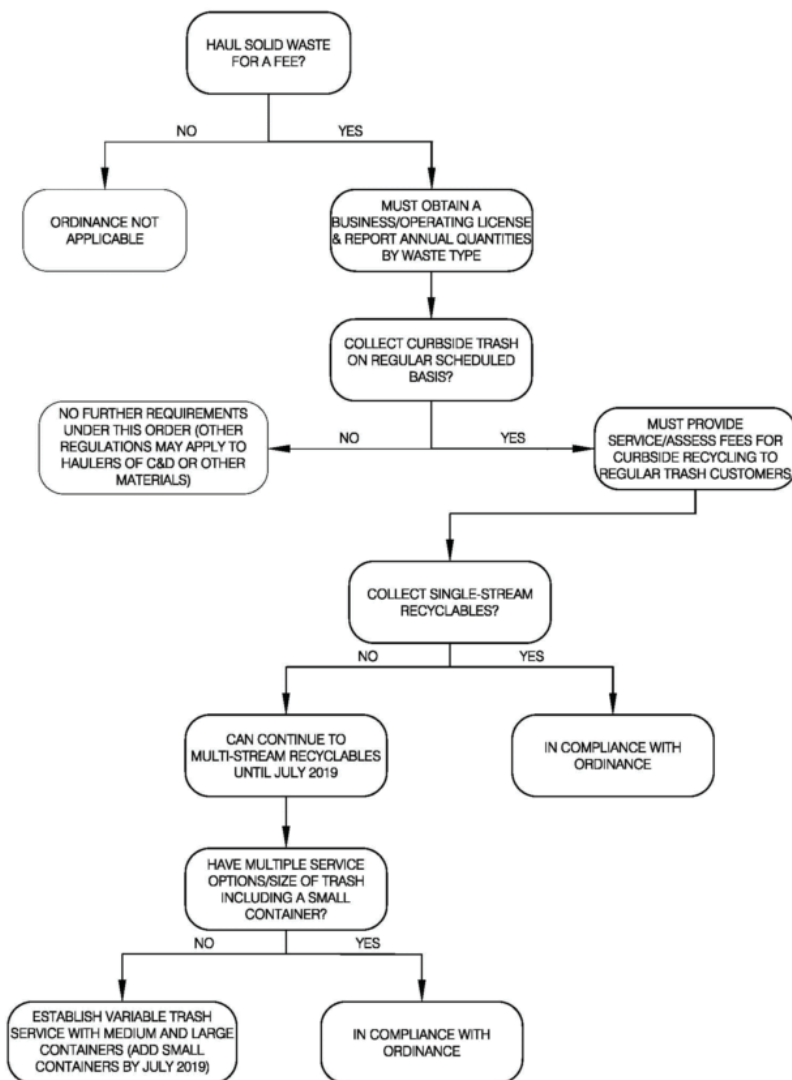 HAUL SOLID WASTE
FOR A FEE?
NO
YES
ORDINANCE NOT
APPLICABLE
MUST OBTAIN A
BUSINESS/OPERATING LICENSE
& REPORT ANNUAL QUANTITIES
BY WASTE TYPE
COLLECT CURBSIDE TRASH
ON REGULAR SCHEDULED
BASIS?
NO
YES
NO FURTHER REQUIREMENTS
UNDER THIS ORDER (OTHER
REGULATIONS MAY APPLY TO
HAULERS OF C&D OR OTHER
MATERIALS)
MUST PROVIDE
SERVICE/ASSESS FEES FOR
CURBSIDE RECYCLING TO
REGULAR TRASH CUSTOMERS
COLLECT SINGLE-STREAM
RECYCLABLES?
NO
YES
CAN CONTINUE TO
MULTI-STREAM RECYCLABLES
UNTIL JULY 2019
IN COMPLIANCE WITH
ORDINANCE
HAVE MULTIPLE SERVICE
OPTIONS/SIZE OF TRASH
INCLUDING A SMALL
CONTAINER?
NO
YES
ESTABLISH VARIABLE TRASH
SERVICE WITH MEDIUM AND LARGE
CONTAINERS (ADD SMALL
CONTAINERS BY JULY 2019)
IN COMPLIANCE WITH
ORDINANCE